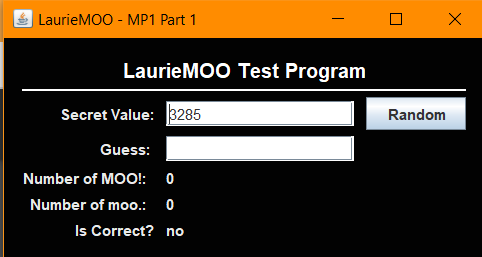 LaurieMOO - MP1 Part 1
LaurieMOO Test Program
Secret Value: 3285 Random
Guess:
Number of MOO!: 0
Number of moo.: 0
Is Correct? no